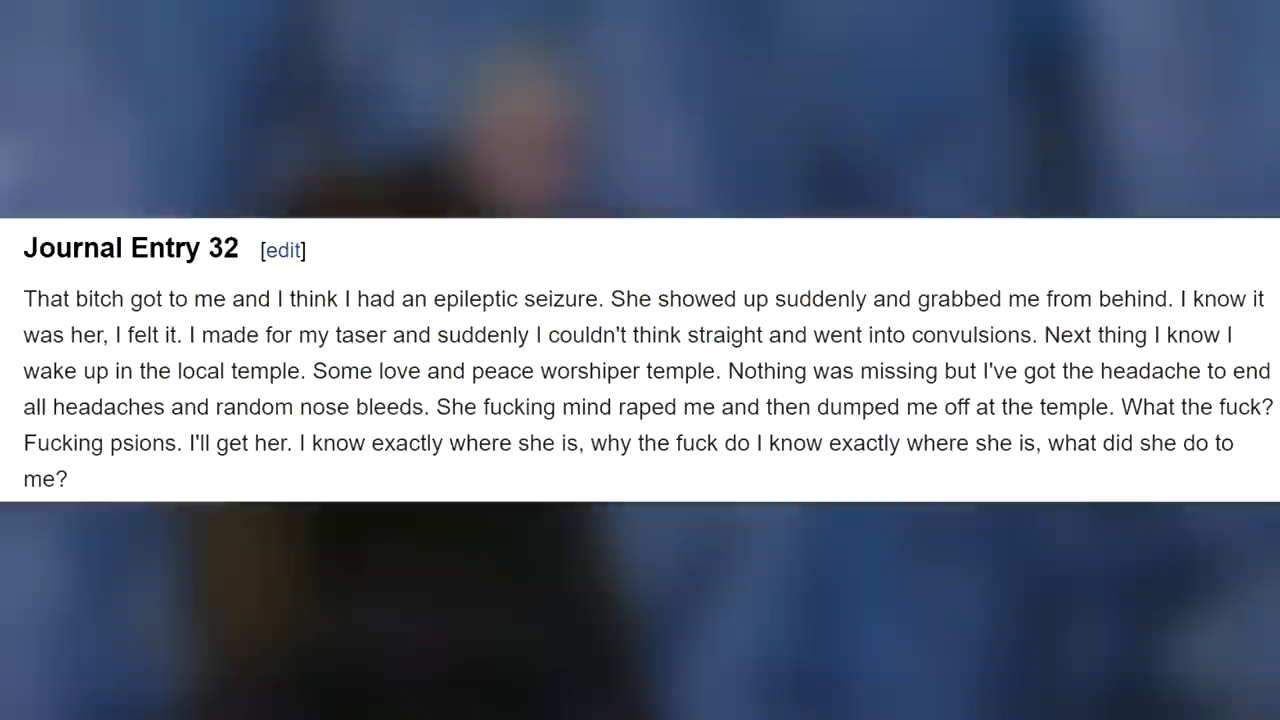 Journal Entry 32 [edit]
That bitch got to me and I think I had an epileptic seizure. She showed up suddenly and grabbed me from behind. I know it
was her, I felt it. I made for my taser and suddenly I couldn't think straight and went into convulsions. Next thing I know I
wake up in the local temple. Some love and peace worshiper temple. Nothing was missing but I've got the headache to end
all headaches and random nose bleeds. She fucking mind raped me and then dumped me off at the temple. What the fuck?
Fucking psions. I'll get her. I know exactly where she is, why the fuck do I know exactly where she is, what did she do to
me?